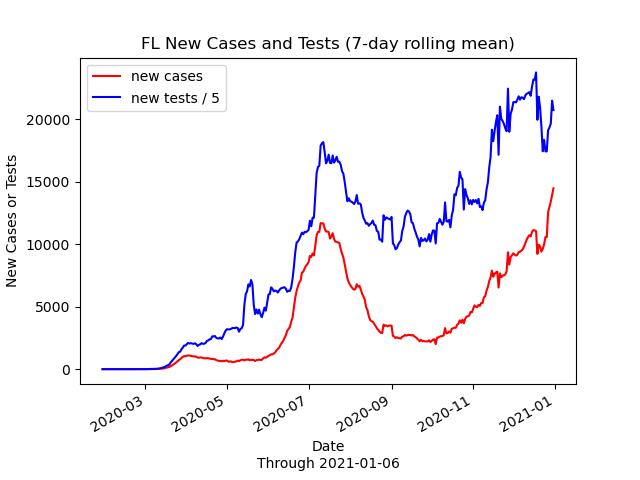 FL New Cases and Tests (7-day rolling mean)
new cases
new tests / 5
New Cases or Tests
20000
15000
10000
5000
0
2020-03
2020-05
2020-07
2020-09
2020-11
2021-01
Date
Through 2021-01-06